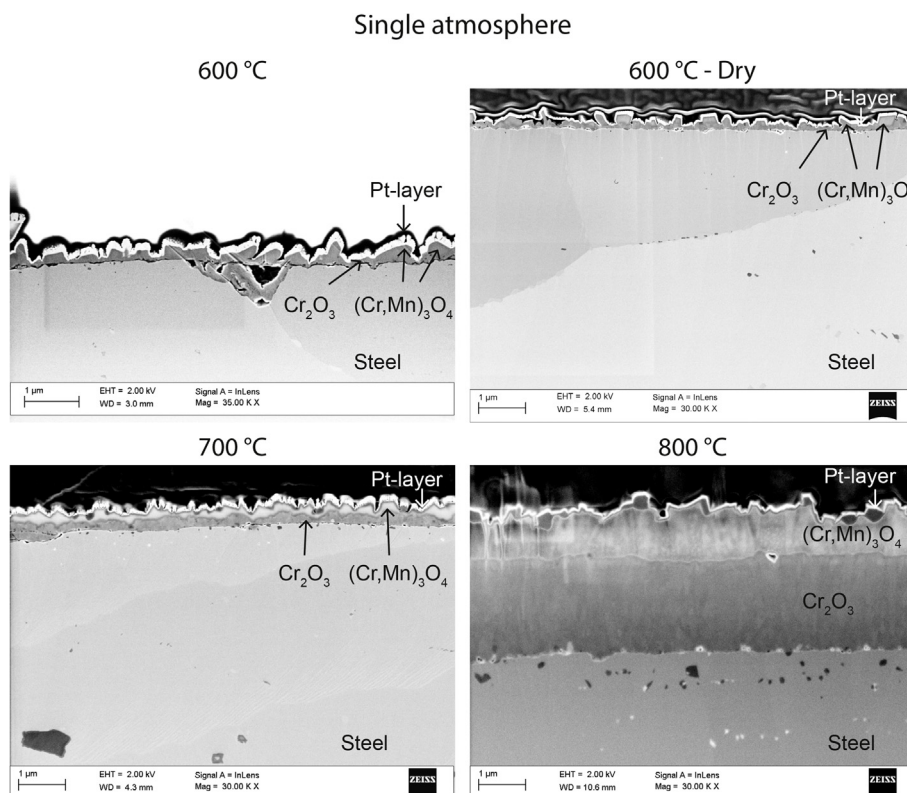 Single atmosphere
600 °C
Pt-layer
Cr₂O₃
(Cr,Mn)₃O₄
Steel
1 µm
EHT = 2.00 kV
WD = 3.0 mm
Signal A = InLens
Mag = 35.00 K X
600 °C - Dry
Pt-layer
Cr₂O₃
(Cr,Mn)₃O
Steel
1 µm
EHT = 2.00 kV
WD = 5.4 mm
Signal A = InLens
Mag = 30.00 K X
ZEISS
700 °C
Pt-layer
Cr₂O₃
(Cr,Mn)₃O₄
Steel
1 µm
EHT = 2.00 kV
WD = 4.3 mm
Signal A = InLens
Mag = 30.00 K X
ZEISS
800 °C
Pt-layer
(Cr,Mn)₃O₄
Cr₂O₃
Steel
1 µm
EHT = 2.00 kV
WD = 10.6 mm
Signal A = InLens
Mag = 30.00 K X
ZEISS